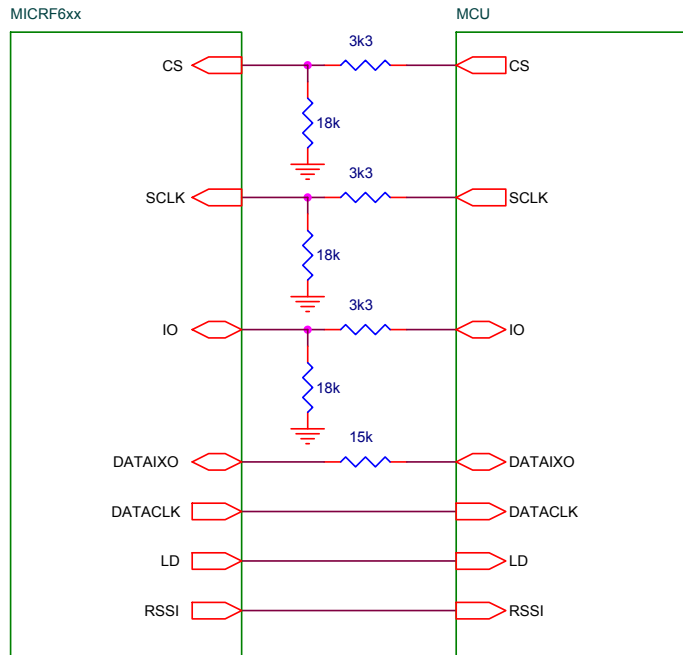 MICRF6xx MCU
3k3
CS CS
18k
3k3
SCLK SCLK
18k
3k3
IO IO
18k
15k
DATAIXO DATAIXO
DATACLK DATACLK
LD LD
RSSI RSSI